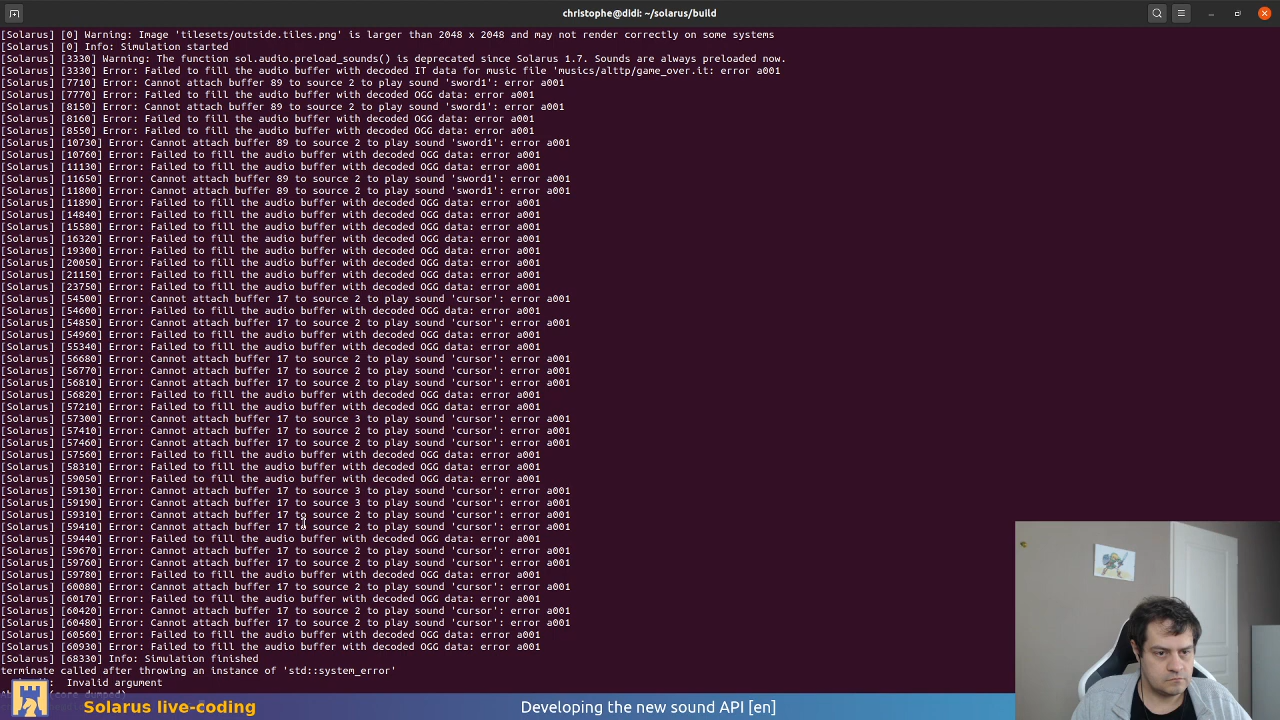 christophe@didi: ~/solarus/build
[Solarus] [0] Warning: Image 'tilesets/outside.tiles.png' is larger than 2048 x 2048 and may not render correctly on some systems
[Solarus] [0] Info: Simulation started
[Solarus] [3330] Warning: The function sol.audio.preload_sounds() is deprecated since Solarus 1.7. Sounds are always preloaded now.
[Solarus] [3330] Error: Failed to fill the audio buffer with decoded IT data for music file 'musics/alttp/game_over.it: error a001
[Solarus] [7710] Error: Cannot attach buffer 89 to source 2 to play sound 'sword1': error a001
[Solarus] [7770] Error: Failed to fill the audio buffer with decoded OGG data: error a001
[Solarus] [8150] Error: Cannot attach buffer 89 to source 2 to play sound 'sword1': error a001
[Solarus] [8160] Error: Failed to fill the audio buffer with decoded OGG data: error a001
[Solarus] [8550] Error: Failed to fill the audio buffer with decoded OGG data: error a001
[Solarus] [10730] Error: Cannot attach buffer 89 to source 2 to play sound 'sword1': error a001
[Solarus] [10760] Error: Failed to fill the audio buffer with decoded OGG data: error a001
[Solarus] [11130] Error: Failed to fill the audio buffer with decoded OGG data: error a001
[Solarus] [11650] Error: Cannot attach buffer 89 to source 2 to play sound 'sword1': error a001
[Solarus] [11800] Error: Cannot attach buffer 89 to source 2 to play sound 'sword1': error a001
[Solarus] [11890] Error: Failed to fill the audio buffer with decoded OGG data: error a001
[Solarus] [14840] Error: Failed to fill the audio buffer with decoded OGG data: error a001
[Solarus] [15580] Error: Failed to fill the audio buffer with decoded OGG data: error a001
[Solarus] [16320] Error: Failed to fill the audio buffer with decoded OGG data: error a001
[Solarus] [19300] Error: Failed to fill the audio buffer with decoded OGG data: error a001
[Solarus] [20050] Error: Failed to fill the audio buffer with decoded OGG data: error a001
[Solarus] [21150] Error: Failed to fill the audio buffer with decoded OGG data: error a001
[Solarus] [23750] Error: Failed to fill the audio buffer with decoded OGG data: error a001
[Solarus] [54500] Error: Cannot attach buffer 17 to source 2 to play sound 'cursor': error a001
[Solarus] [54600] Error: Failed to fill the audio buffer with decoded OGG data: error a001
[Solarus] [54850] Error: Cannot attach buffer 17 to source 2 to play sound 'cursor': error a001
[Solarus] [54960] Error: Failed to fill the audio buffer with decoded OGG data: error a001
[Solarus] [55340] Error: Failed to fill the audio buffer with decoded OGG data: error a001
[Solarus] [56680] Error: Cannot attach buffer 17 to source 2 to play sound 'cursor': error a001
[Solarus] [56770] Error: Cannot attach buffer 17 to source 2 to play sound 'cursor': error a001
[Solarus] [56810] Error: Cannot attach buffer 17 to source 2 to play sound 'cursor': error a001
[Solarus] [56820] Error: Failed to fill the audio buffer with decoded OGG data: error a001
[Solarus] [57210] Error: Failed to fill the audio buffer with decoded OGG data: error a001
[Solarus] [57300] Error: Cannot attach buffer 17 to source 3 to play sound 'cursor': error a001
[Solarus] [57410] Error: Cannot attach buffer 17 to source 2 to play sound 'cursor': error a001
[Solarus] [57460] Error: Cannot attach buffer 17 to source 2 to play sound 'cursor': error a001
[Solarus] [57560] Error: Failed to fill the audio buffer with decoded OGG data: error a001
[Solarus] [58310] Error: Failed to fill the audio buffer with decoded OGG data: error a001
[Solarus] [59050] Error: Failed to fill the audio buffer with decoded OGG data: error a001
[Solarus] [59130] Error: Cannot attach buffer 17 to source 3 to play sound 'cursor': error a001
[Solarus] [59190] Error: Cannot attach buffer 17 to source 3 to play sound 'cursor': error a001
[Solarus] [59310] Error: Cannot attach buffer 17 to source 2 to play sound 'cursor': error a001
[Solarus] [59410] Error: Cannot attach buffer 17 to source 2 to play sound 'cursor': error a001
[Solarus] [59440] Error: Failed to fill the audio buffer with decoded OGG data: error a001
[Solarus] [59670] Error: Cannot attach buffer 17 to source 2 to play sound 'cursor': error a001
[Solarus] [59760] Error: Cannot attach buffer 17 to source 2 to play sound 'cursor': error a001
[Solarus] [59780] Error: Failed to fill the audio buffer with decoded OGG data: error a001
[Solarus] [60080] Error: Cannot attach buffer 17 to source 2 to play sound 'cursor': error a001
[Solarus] [60170] Error: Failed to fill the audio buffer with decoded OGG data: error a001
[Solarus] [60420] Error: Cannot attach buffer 17 to source 2 to play sound 'cursor': error a001
[Solarus] [60480] Error: Cannot attach buffer 17 to source 2 to play sound 'cursor': error a001
[Solarus] [60560] Error: Failed to fill the audio buffer with decoded OGG data: error a001
[Solarus] [60930] Error: Failed to fill the audio buffer with decoded OGG data: error a001
[Solarus] [68330] Info: Simulation finished
terminate called after throwing an instance of 'std::system_error'
Invalid argument
Solarus live-coding
Developing the new sound API [en]